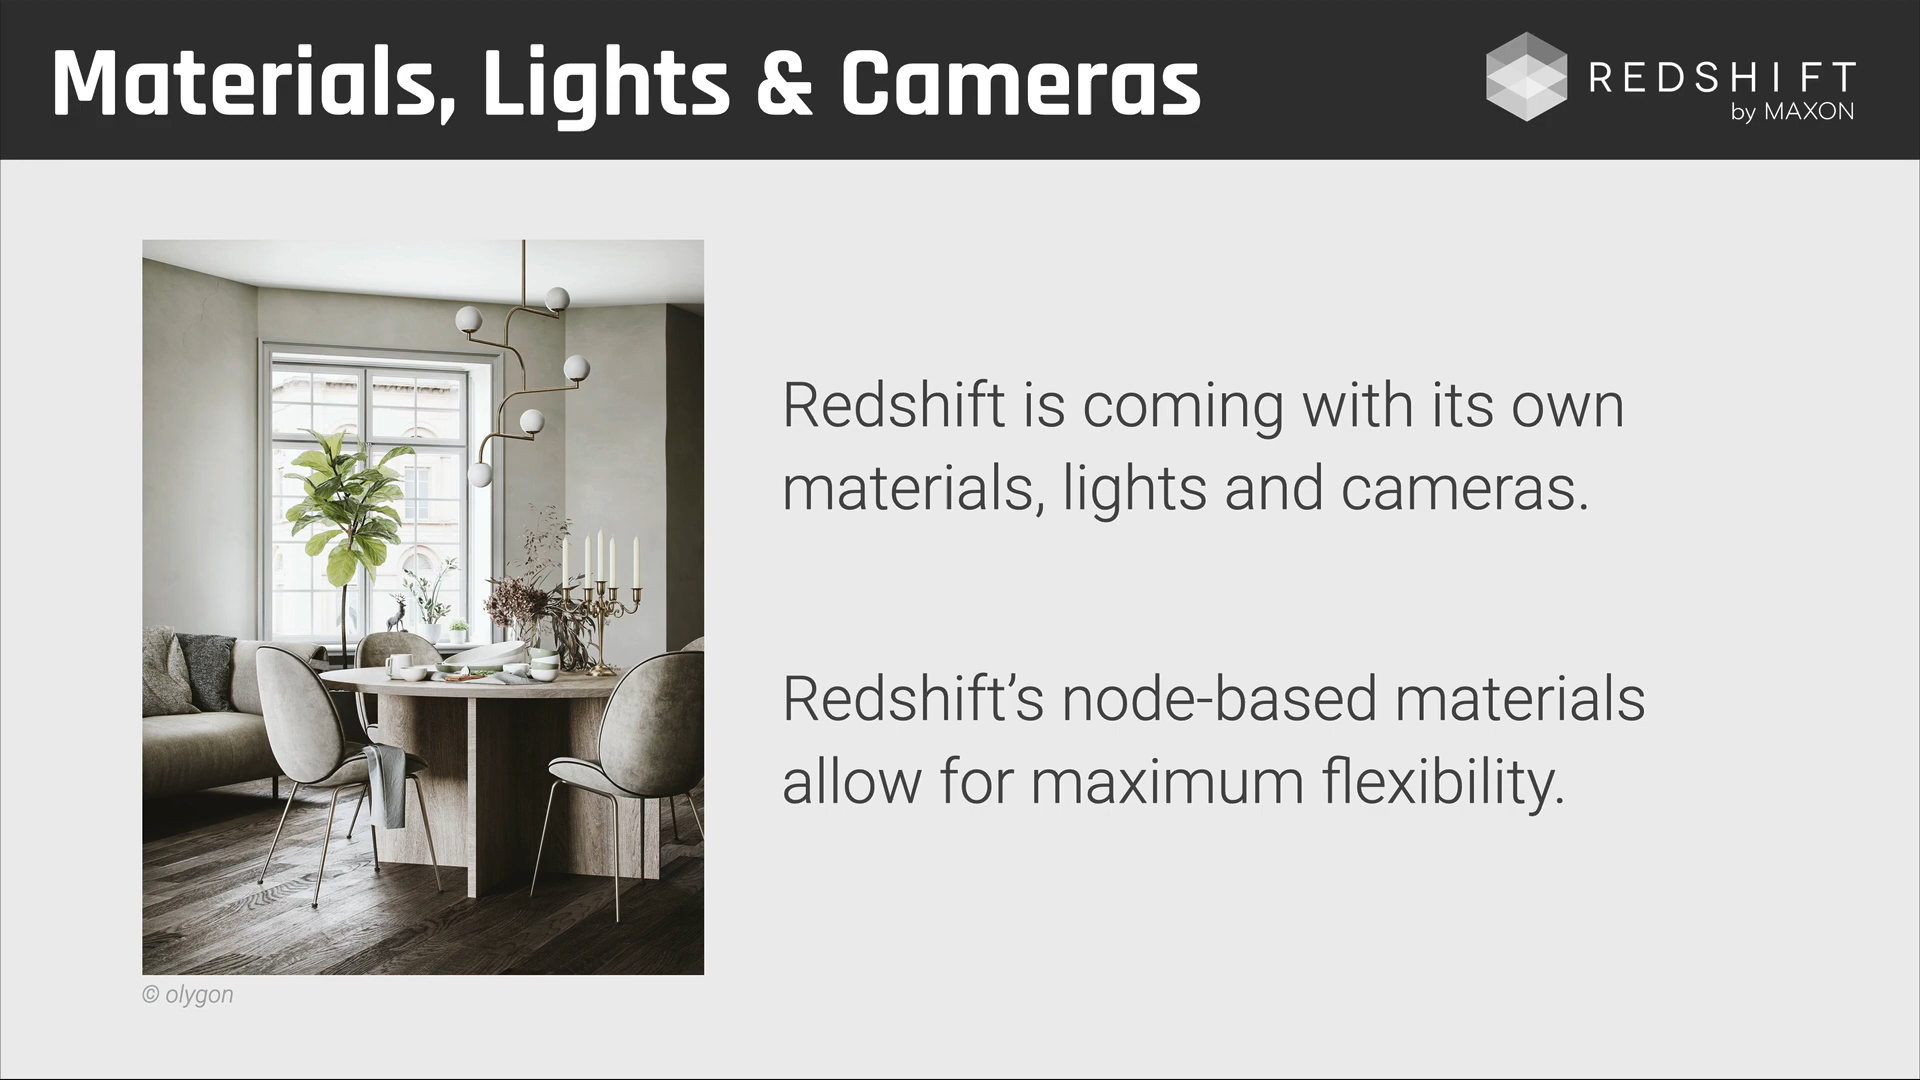 Materials, Lights & Cameras
REDSHIFT
by MAXON
Redshift is coming with its own
materials, lights and cameras.
Redshift’s node-based materials
allow for maximum flexibility.
© olygon